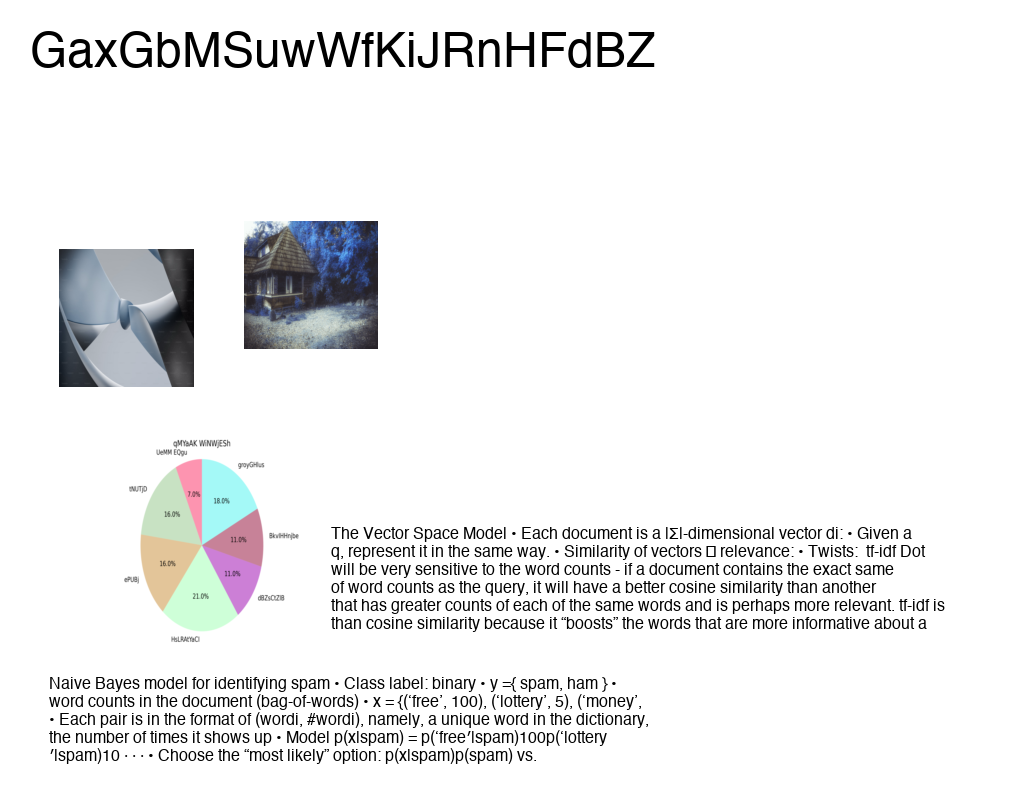 GaxGbMSuwWfKiJRnHFdBZ
qMYaAK WiNWjESh
UeMM EQgu
groyGHlus
tNUTjD
7.0%
18.0%
16.0%
BkvlHHnjbe
11.0%
16.0%
11.0%
ePUBj
21.0%
dBZsCtZlB
HsLRAtYaCl
The Vector Space Model • Each document is a |Σ|-dimensional vector di: • Given a
q, represent it in the same way. • Similarity of vectors  relevance: • Twists: tf-idf Dot
will be very sensitive to the word counts - if a document contains the exact same
of word counts as the query, it will have a better cosine similarity than another
that has greater counts of each of the same words and is perhaps more relevant. tf-idf is
than cosine similarity because it “boosts” the words that are more informative about a
Naive Bayes model for identifying spam • Class label: binary • y ={ spam, ham } •
word counts in the document (bag-of-words) • x = {(‘free’, 100), (‘lottery’, 5), (‘money’,
• Each pair is in the format of (wordi, #wordi), namely, a unique word in the dictionary,
the number of times it shows up • Model p(x|spam) = p(‘free′|spam)100p(‘lottery
′|spam)10 · · · • Choose the “most likely” option: p(x|spam)p(spam) vs.